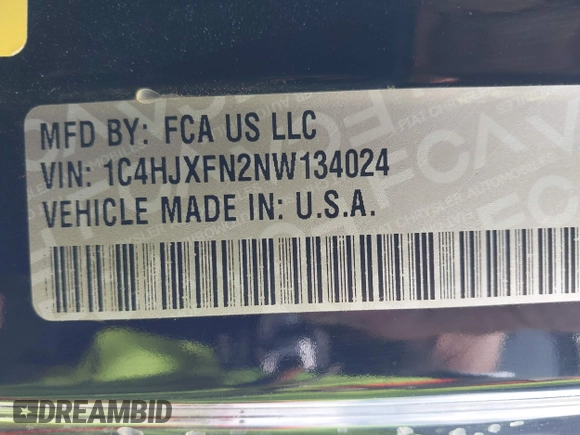 MFD BY: FCA US LLC
VIN: 1C4HJXFN2NW134024
VEHICLE MADE IN: U.S.A.
DREAMBID